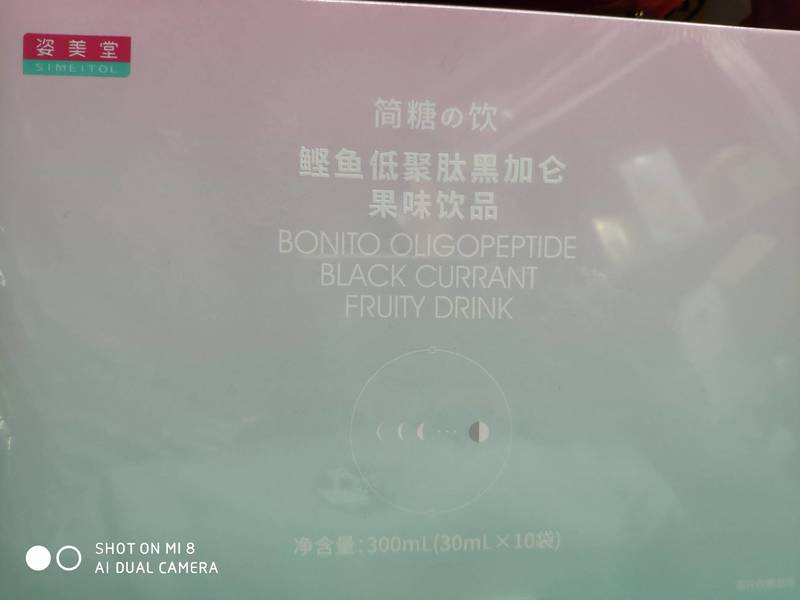 姿美堂
SIMEITOL
简糖の饮
鲣鱼低聚肽黑加仑
果味饮品
BONITO OLIGOPEPTIDE
BLACK CURRANT
FRUITY DRINK
净含量:300mL(30mL×10袋)
SHOT ON MI 8
AI DUAL CAMERA